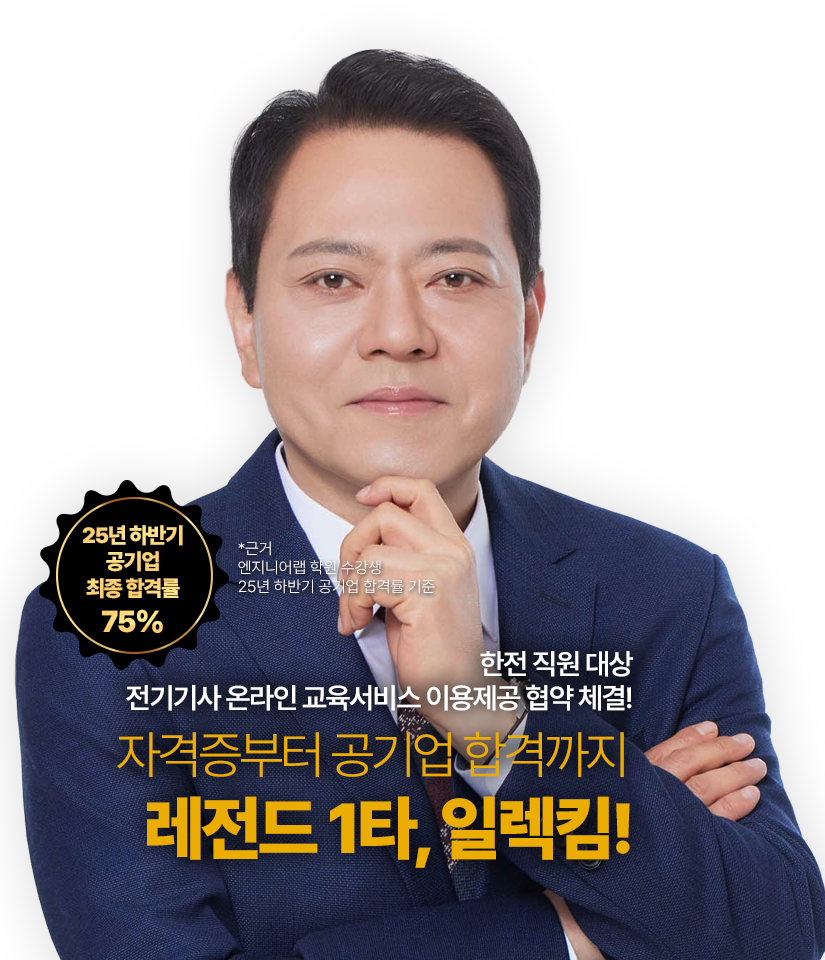 25년 하반기
공기업
최종 합격률
75%
*근거
엔지니어랩 학원 수강생
25년 하반기 공기업 합격률 기준
한전 직원 대상
전기기사 온라인 교육서비스 이용제공 협약 체결!
자격증부터 공기업 합격까지
레전드 1타, 일렉킴!